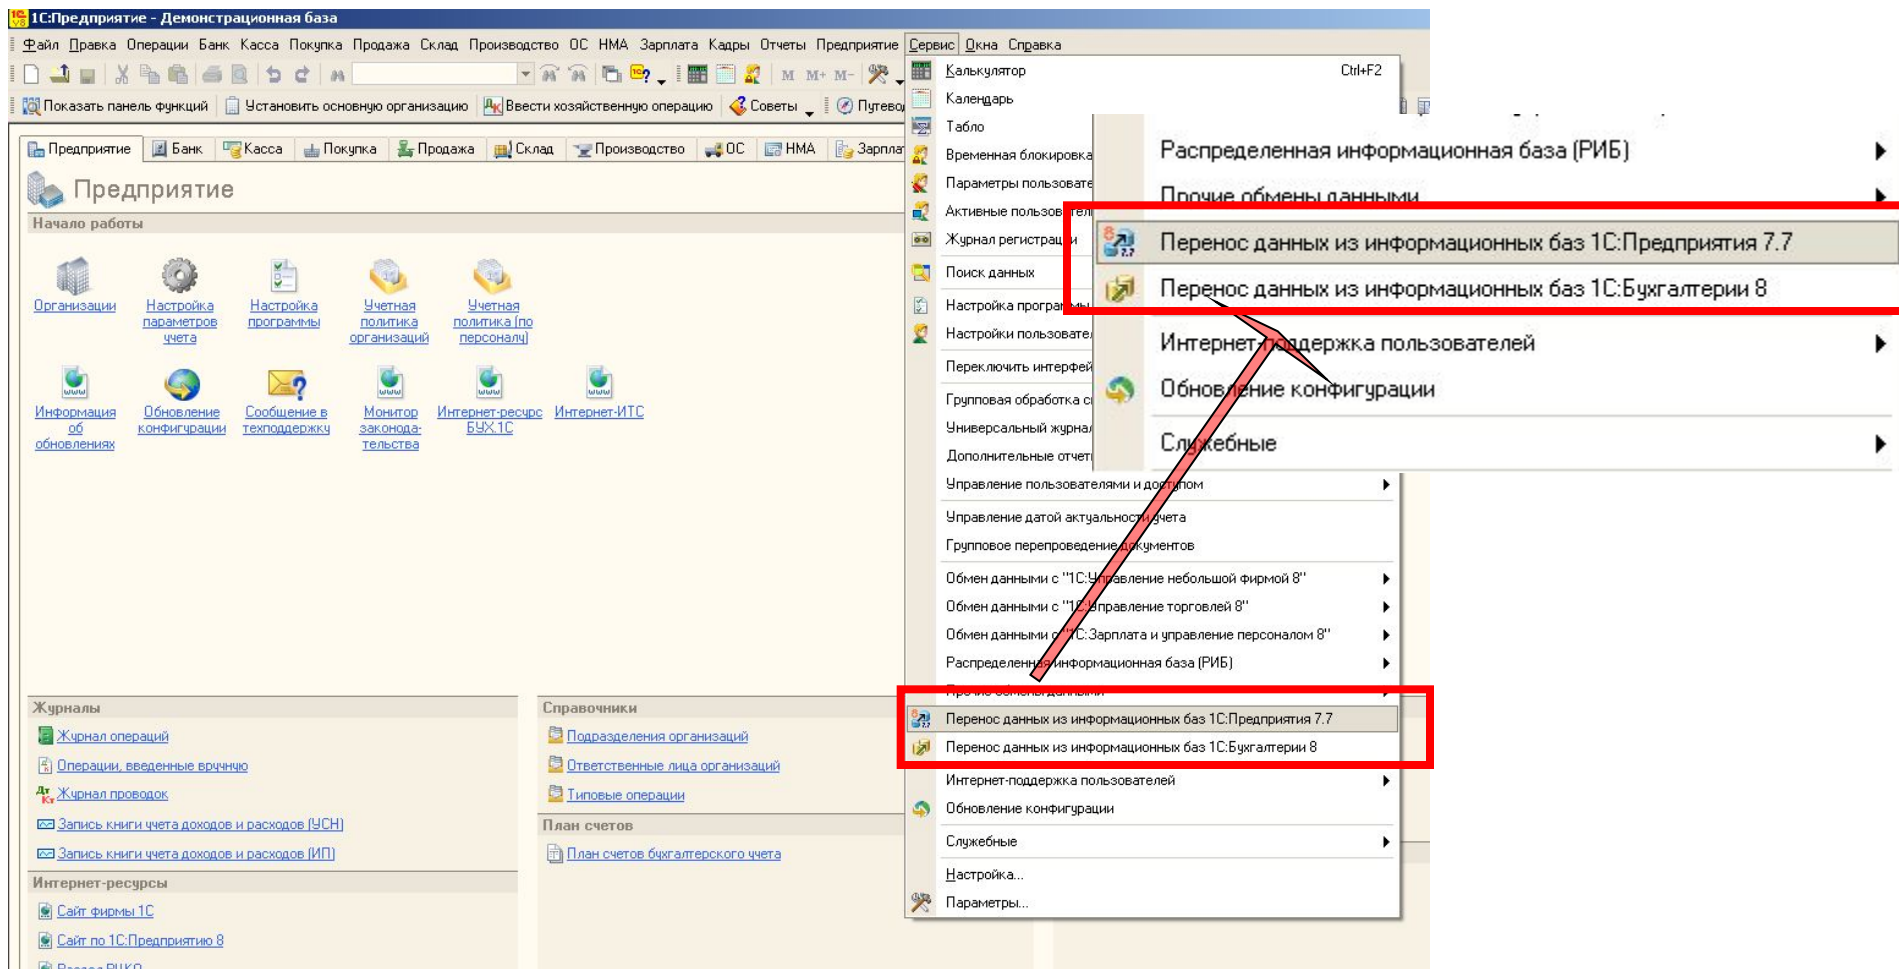 1С:Предприятие - Демонстрационная база
Файл Правка Операции Банк Касса Покупка Продажа Склад Производство ОС НМА Зарплата Кадры Отчеты Предприятие Сервис Окна Справка
М М+ М-
Показать панель функций Установить основную организацию Ввести хозяйственную операцию Советы
Предприятие Банк Касса Покупка Продажа Склад Производство ОС НМА
Предприятие
Начало работы
Организации
Настройка
параметров
учета
Настройка
программы
Учетная
политика
организаций
Учетная
политика (по
персоналу)
Информация
об
обновлениях
Обновление
конфигурации
Сообщение в
техподдержку
Монитор
законода-
тельства
Интернет-ресурс
БУХ.1С
Интернет-ИТС
Журналы
Журнал операций
Операции, введенные вручную
Журнал проводок
Запись книги учета доходов и расходов (УСН)
Запись книги учета доходов и расходов (ИП)
Интернет-ресурсы
Сайт фирмы 1С
Сайт по 1С:Предприятию 8
Справочники
Подразделения организаций
Ответственные лица организаций
Типовые операции
План счетов
План счетов бухгалтерского учета
Калькулятор Ctrl+F2
Календарь
Табло
Временная блокировка
Параметры
Активные
Журнал регистрации
Поиск данных
Настройка программы
Настройки
Переключить
Групповая обработка
Универсальный
Дополнительные
Управление пользователями и доступом
Управление датой актуальности учета
Групповое перепроведение документов
Обмен данными с "1С:Управление небольшой фирмой 8"
Обмен данными с "1С:Управление торговлей 8"
Обмен данными с "1С:Зарплата и управление персоналом 8"
Распределенная информационная база (РИБ)
Прочие обмены данными
Перенос данных из информационных баз 1С:Предприятия 7.7
Перенос данных из информационных баз 1С:Бухгалтерии 8
Интернет-поддержка пользователей
Обновление конфигурации
Служебные
Настройка...
Параметры...
Распределенная информационная база (РИБ)
Прочие обмены данными
Перенос данных из информационных баз 1С:Предприятия 7.7
Перенос данных из информационных баз 1С:Бухгалтерии 8
Интернет-поддержка пользователей
Обновление конфигурации
Служебные